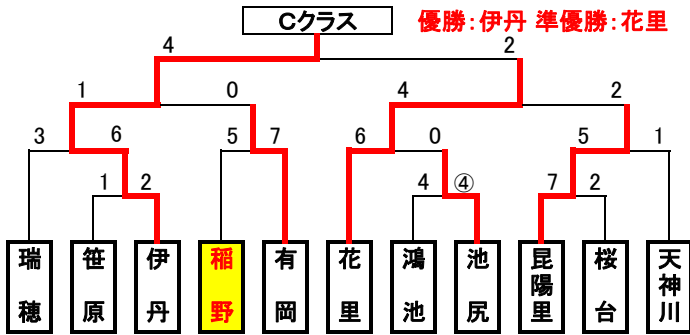 Cクラス 優勝:伊丹 準優勝:花里
4 2
1 0 4 2
3 6 5 7 6 0 5 1
1 2 4 ④ 7 2
瑞穂
笹原
伊丹
稲野
有岡
花里
鴻池
池尻
昆陽里
桜台
天神川